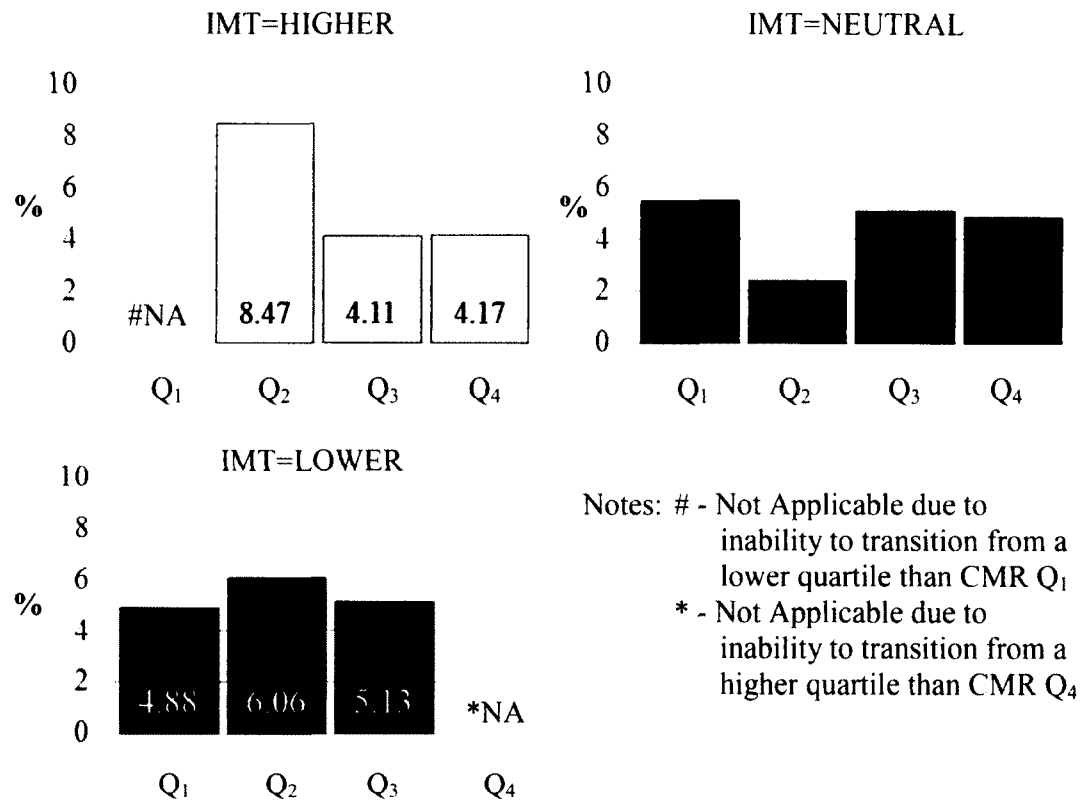 IMT=HIGHER
10
8
6
%
4
2
0
#NA
8.47
4.11
4.17
Q1
Q2
Q3
Q4
IMT=NEUTRAL
10
8
6
%
4
2
0
Q1
Q2
Q3
Q4
IMT=LOWER
10
8
6
%
4
2
0
4.88
6.06
5.13
*NA
Q1
Q2
Q3
Q4
Notes: # - Not Applicable due to
inability to transition from a
lower quartile than CMR Q1
* - Not Applicable due to
inability to transition from a
higher quartile than CMR Q4